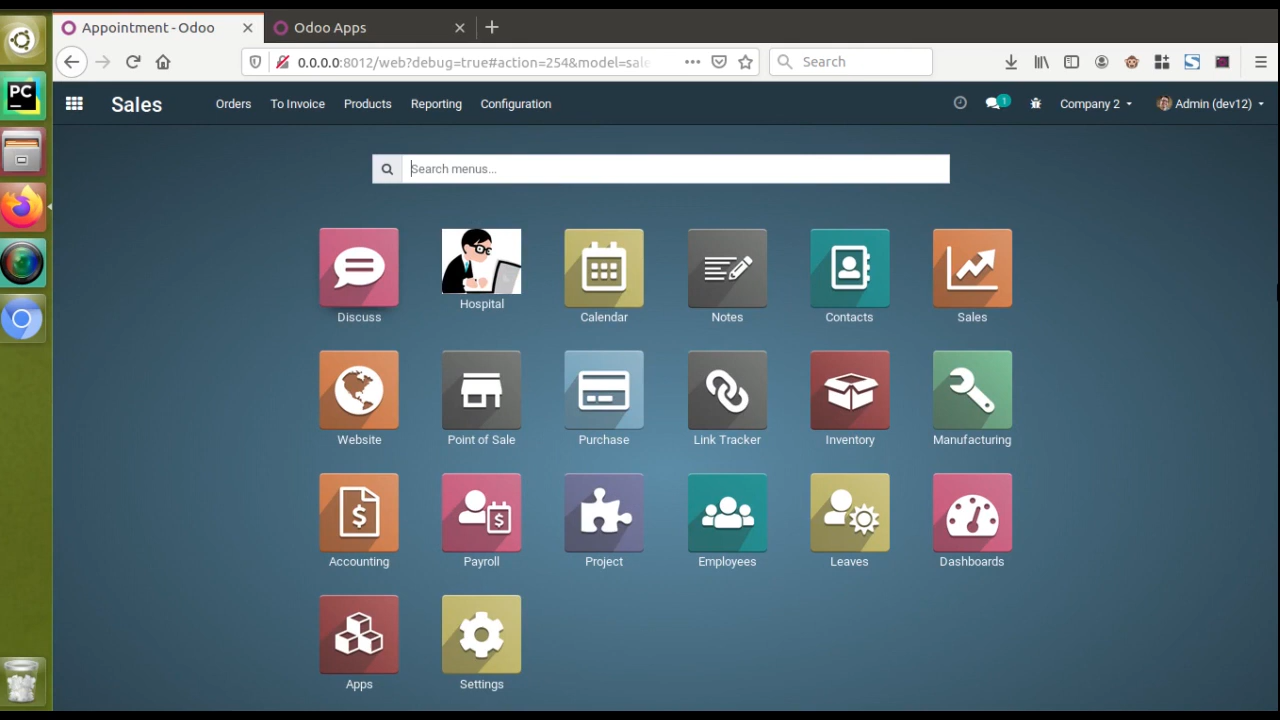 Appointment - Odoo
Odoo Apps
0.0.0.0:8012/web?debug=true#action=254&model=sale
Search
PC
Sales
Orders
To Invoice
Products
Reporting
Configuration
1
Company 2
Admin (dev12)
Search menus...
Discuss
Hospital
Calendar
Notes
Contacts
Sales
Website
Point of Sale
Purchase
Link Tracker
Inventory
Manufacturing
Accounting
Payroll
Project
Employees
Leaves
Dashboards
Apps
Settings